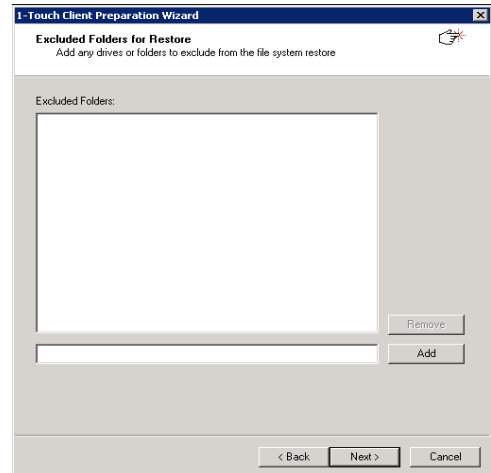 1-Touch Client Preparation Wizard
Excluded Folders for Restore
Add any drives or folders to exclude from the file system restore
Excluded Folders:
Remove
Add
< Back
Next >
Cancel